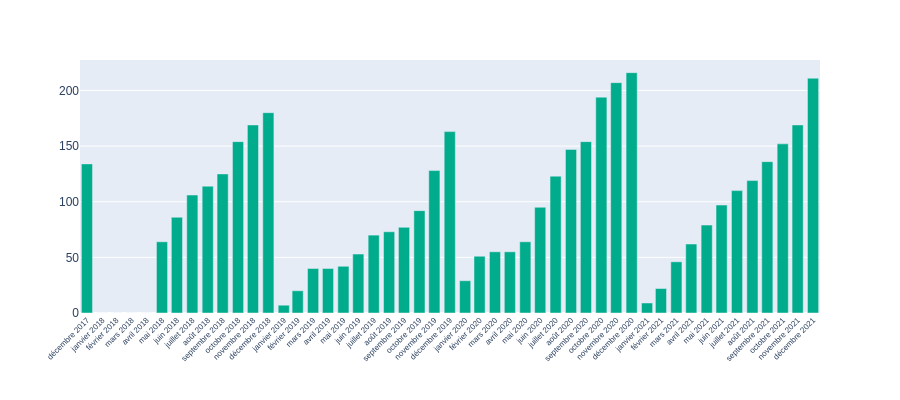 200
150
100
50
0
décembre 2017
janvier 2018
février 2018
mars 2018
avril 2018
mai 2018
juin 2018
juillet 2018
août 2018
septembre 2018
octobre 2018
novembre 2018
décembre 2018
janvier 2019
février 2019
mars 2019
avril 2019
mai 2019
juin 2019
juillet 2019
août 2019
septembre 2019
octobre 2019
novembre 2019
décembre 2019
janvier 2020
février 2020
mars 2020
avril 2020
mai 2020
juin 2020
juillet 2020
août 2020
septembre 2020
octobre 2020
novembre 2020
décembre 2020
janvier 2021
février 2021
mars 2021
avril 2021
mai 2021
juin 2021
juillet 2021
août 2021
septembre 2021
octobre 2021
novembre 2021
décembre 2021